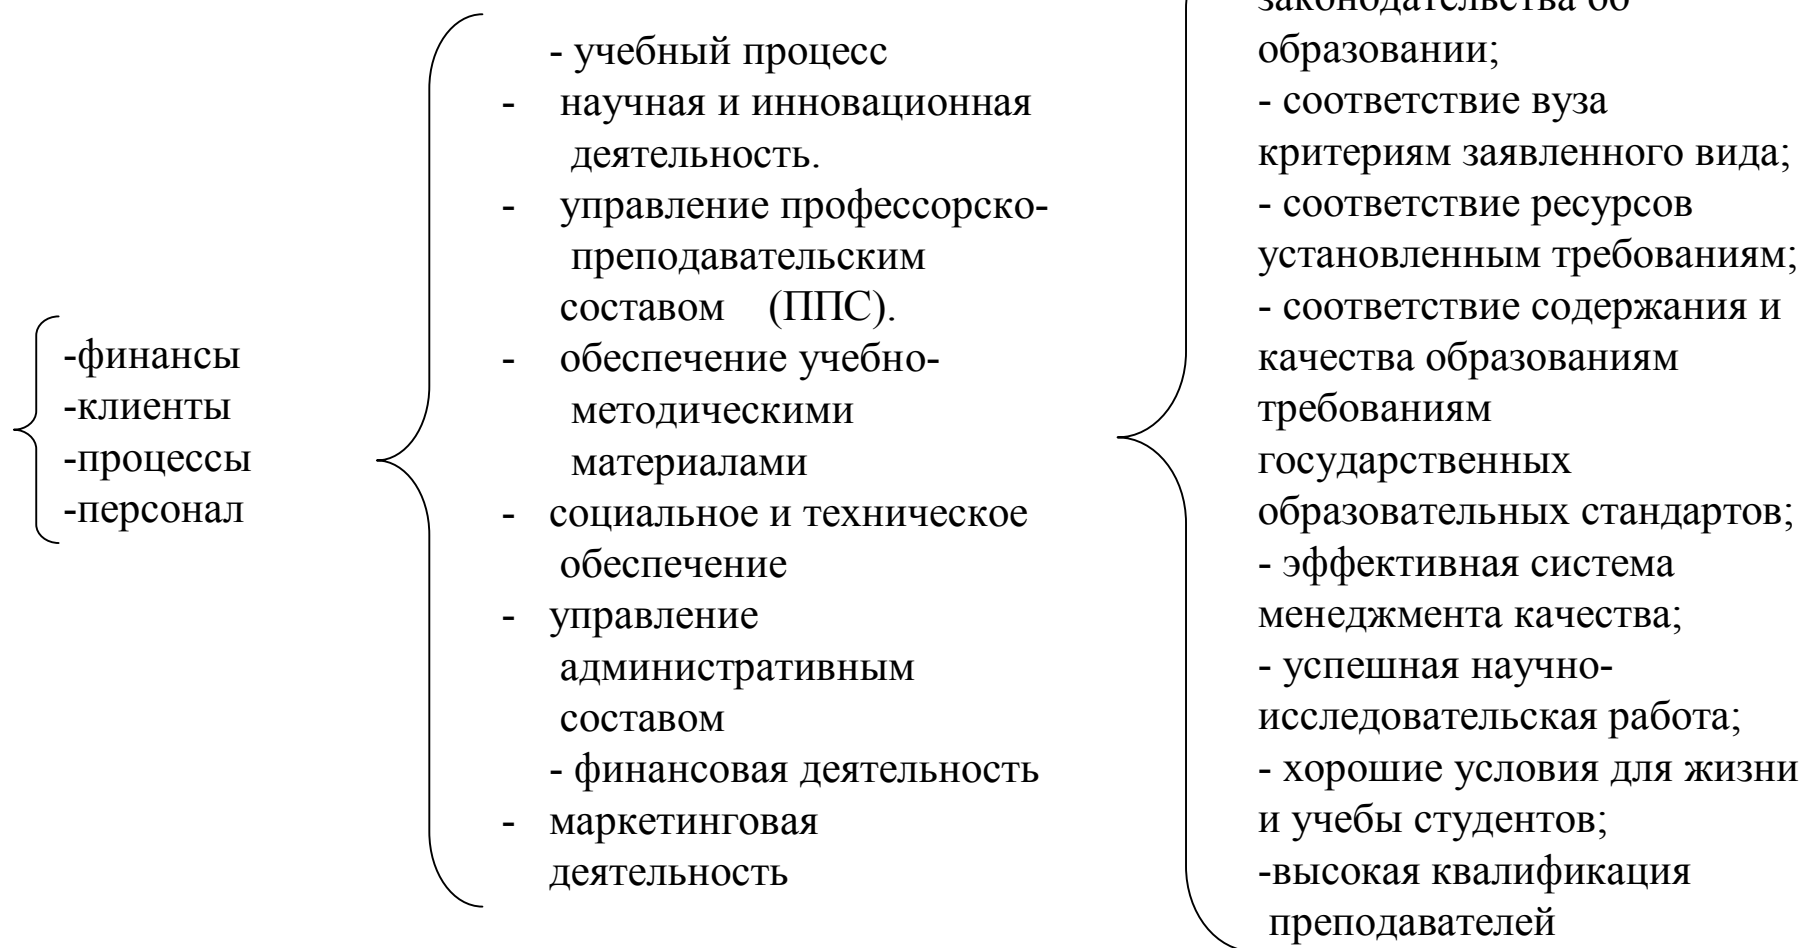 -финансы
-клиенты
-процессы
-персонал
- учебный процесс
- научная и инновационная
деятельность.
- управление профессорско-
преподавательским
составом (ППС).
- обеспечение учебно-
методическими
материалами
- социальное и техническое
обеспечение
- управление
административным
составом
- финансовая деятельность
- маркетинговая
деятельность
законодательства об
образовании;
- соответствие вуза
критериям заявленного вида;
- соответствие ресурсов
установленным требованиям;
- соответствие содержания и
качества образованиям
требованиям
государственных
образовательных стандартов;
- эффективная система
менеджмента качества;
- успешная научно-
исследовательская работа;
- хорошие условия для жизни
и учебы студентов;
-высокая квалификация
преподавателей